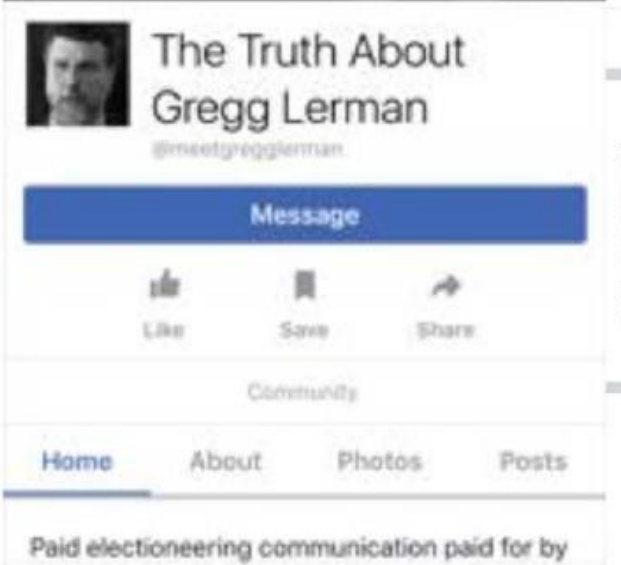 The Truth About
Gregg Lerman
@meetgregglerman
Message
Like Save Share
Community
Home About Photos Posts
Paid electioneering communication paid for by